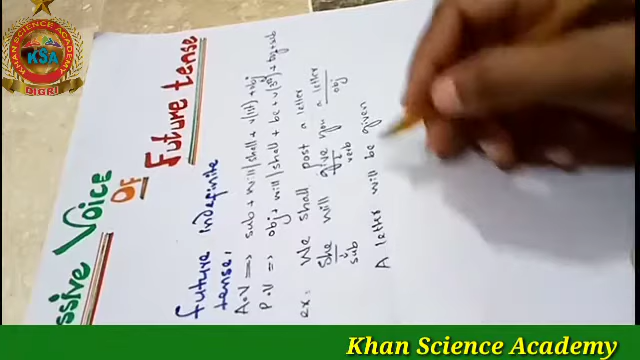 KHAN SCIENCE ACADEMY
KSA
DIGRI
ssive Voice
OF
Future tense
future indefinite
tense.
A.V => sub + will/shall + v(1st) + obj
P.V => obj + will/shall + be + v(3rd) + by + sub
ex: We shall post a letter
She will give you a letter
sub verb obj
A letter will be given
Khan Science Academy